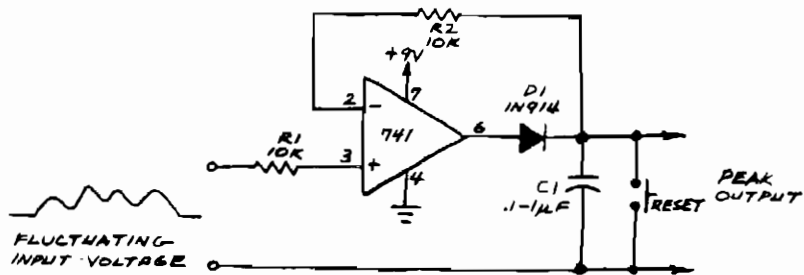 R2
10K
+9V
7
D1
1N914
2
-
741
6
R1
10K
3
+
4
C1
.1-1µF
RESET
PEAK
OUTPUT
FLUCTUATING
INPUT VOLTAGE